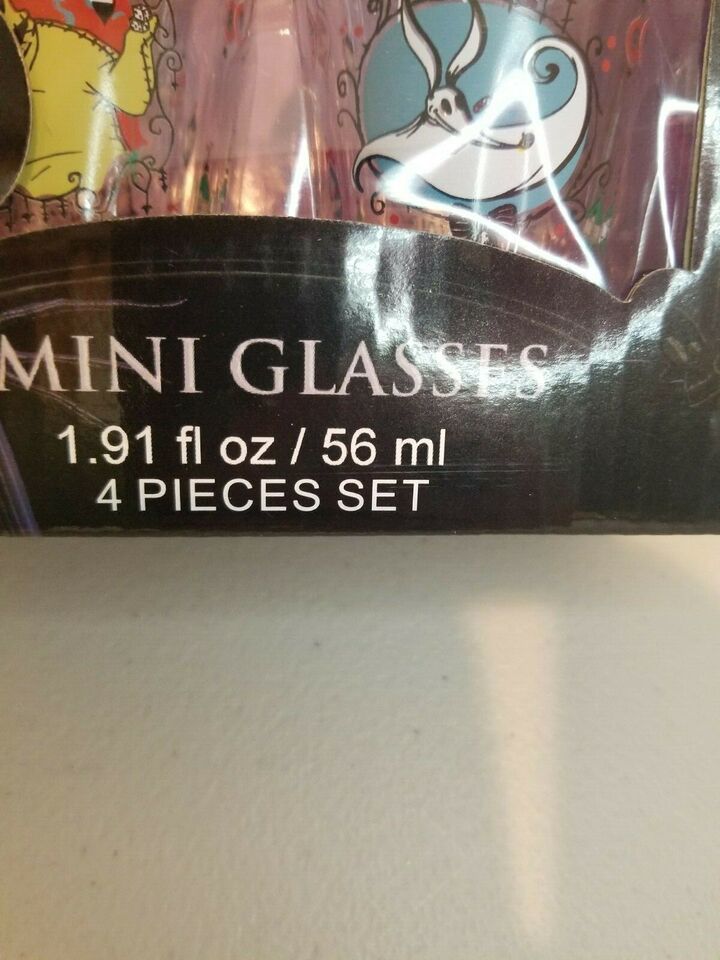 MINI GLASSES
1.91 fl oz / 56 ml
4 PIECES SET